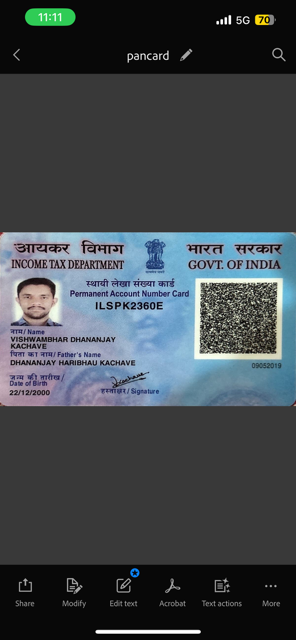 11:11
5G
70
pancard
आयकर विभाग
INCOME TAX DEPARTMENT
भारत सरकार
GOVT. OF INDIA
स्थायी लेखा संख्या कार्ड
Permanent Account Number Card
ILSPK2360E
नाम/ Name
VISHWAMBHAR DHANANJAY
KACHAVE
पिता का नाम/ Father's Name
DHANANJAY HARIBHAU KACHAVE
09052019
जन्म की तारीख/
Date of Birth
22/12/2000
हस्ताक्षर/ Signature
Share
Modify
Edit text
Acrobat
Text actions
More